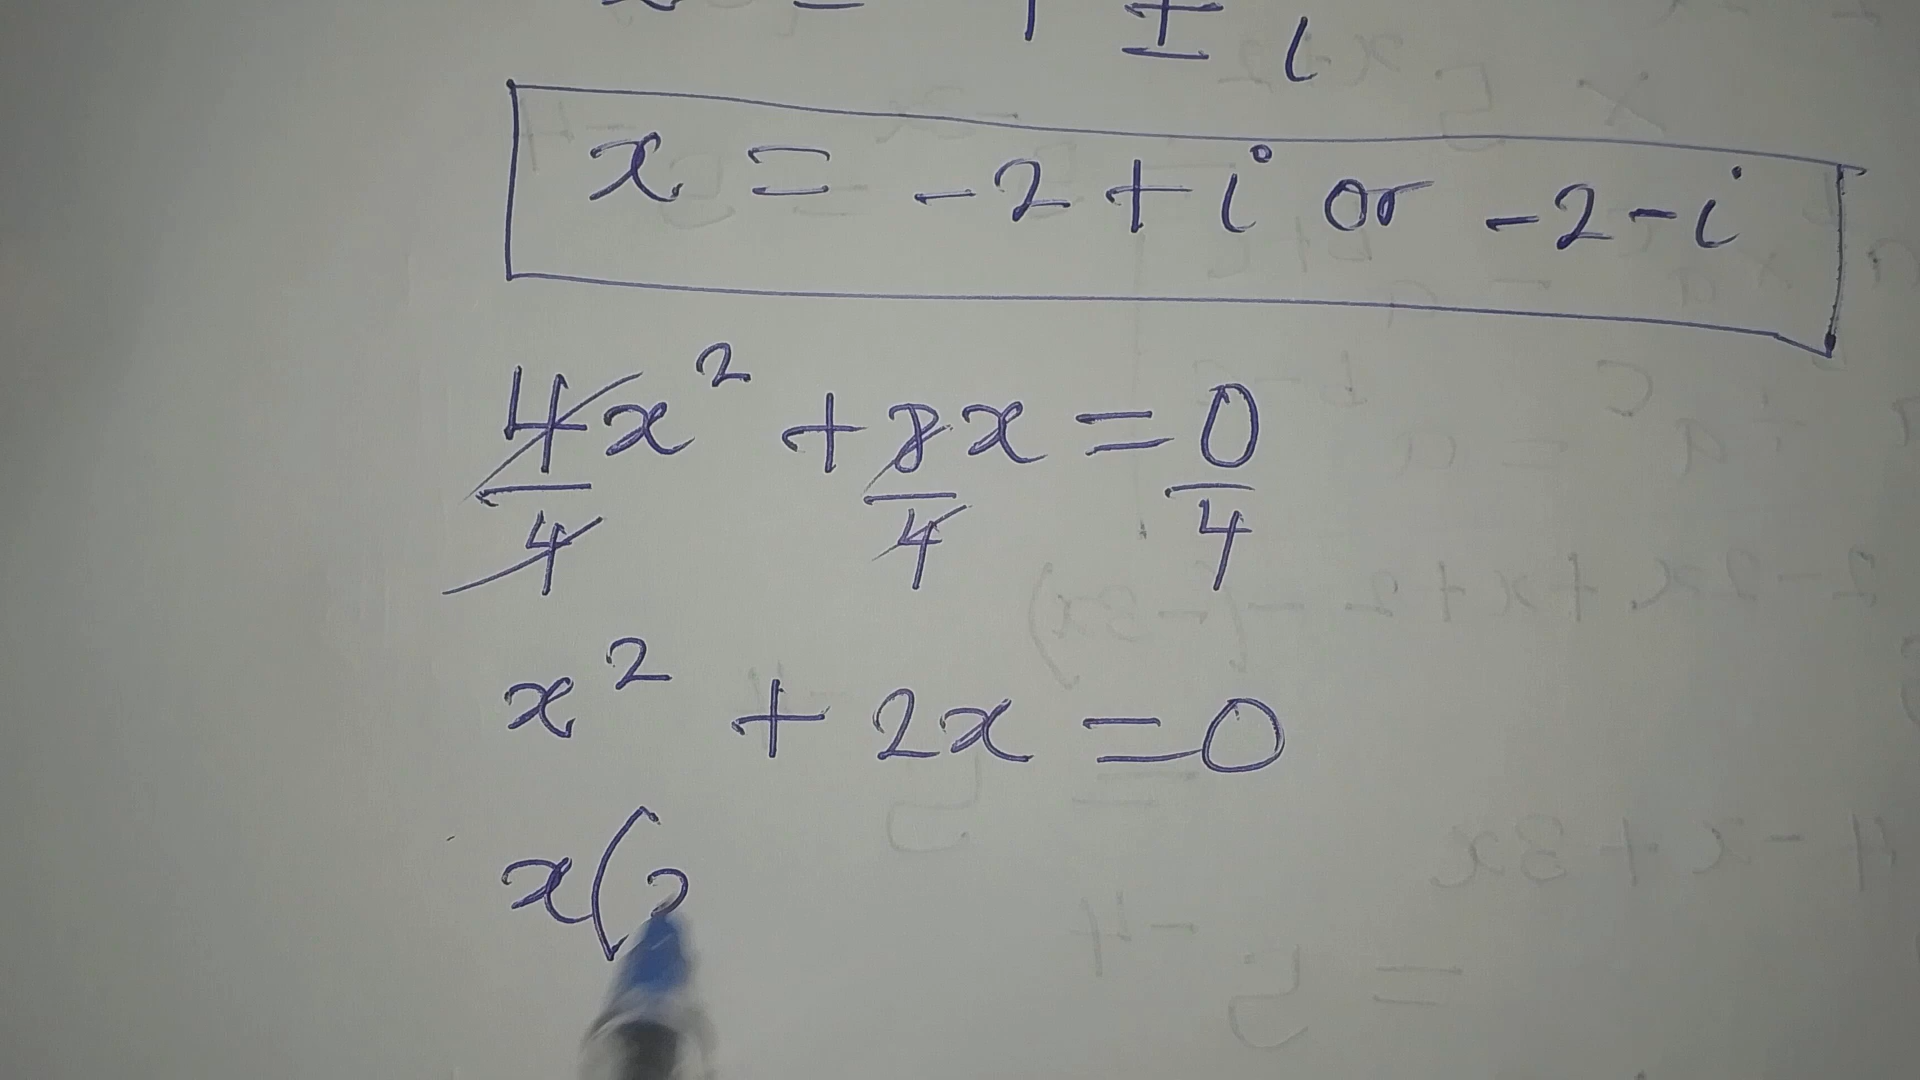 ± i
x = -2 + i or -2 - i
4x² + 8x = 0
4 4 4
x² + 2x = 0
x(